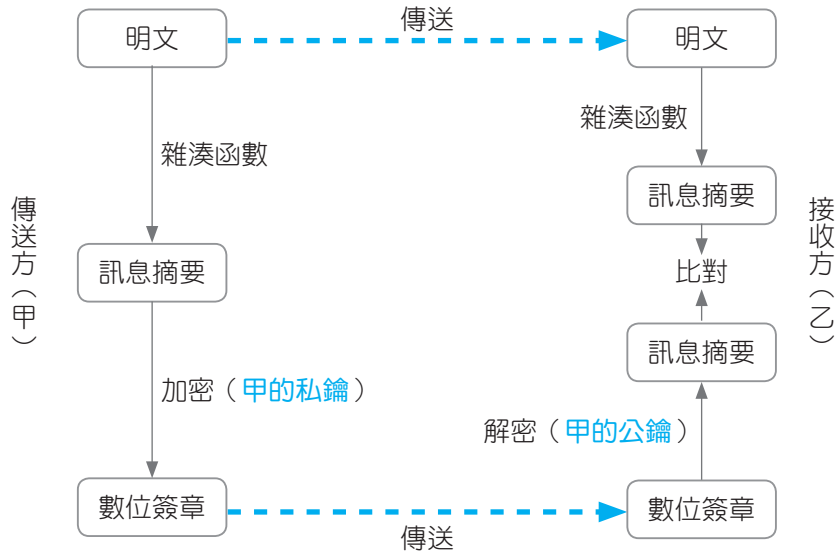 傳送方（甲）
明文
雜湊函數
訊息摘要
加密（甲的私鑰）
數位簽章
傳送
傳送
明文
雜湊函數
訊息摘要
比對
訊息摘要
解密（甲的公鑰）
數位簽章
接收方（乙）